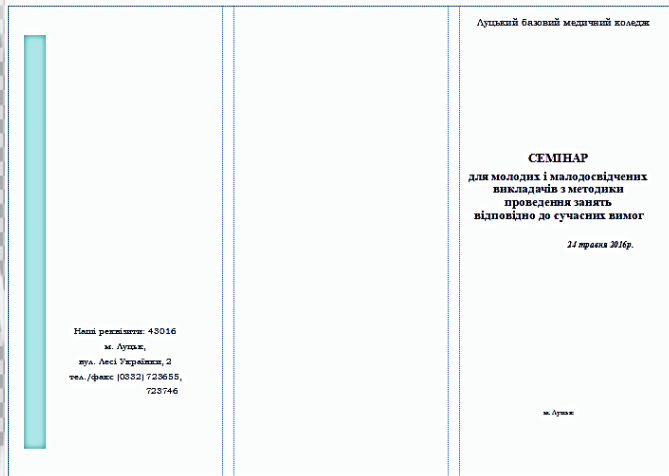 Наші реквізити: 43016
м. Луцьк,
вул. Лесі Українки, 2
тел./факс (0332) 723655,
723746
Луцький базовий медичний коледж
СЕМІНАР
для молодих і малодосвідчених
викладачів з методики
проведення занять
відповідно до сучасних вимог
24 травня 2016р.
м. Луцьк